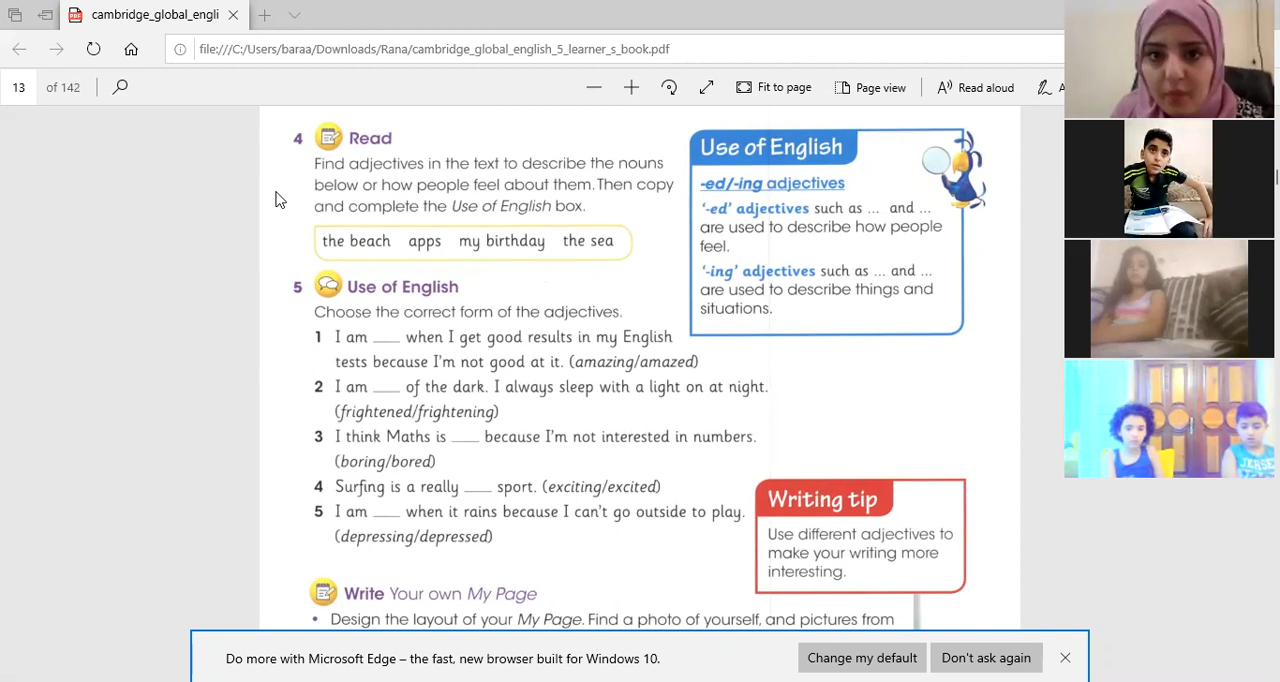 cambridge_global_engli
file:///C:/Users/baraa/Downloads/Rana/cambridge_global_english_5_learner_s_book.pdf
13 of 142
Fit to page
Page view
Read aloud
4 Read
Find adjectives in the text to describe the nouns
below or how people feel about them. Then copy
and complete the Use of English box.
the beach apps my birthday the sea
Use of English
-ed/-ing adjectives
'-ed' adjectives such as ... and ...
are used to describe how people
feel.
'-ing' adjectives such as ... and ...
are used to describe things and
situations.
5 Use of English
Choose the correct form of the adjectives.
1 I am ___ when I get good results in my English
tests because I'm not good at it. (amazing/amazed)
2 I am ___ of the dark. I always sleep with a light on at night.
(frightened/frightening)
3 I think Maths is ___ because I'm not interested in numbers.
(boring/bored)
4 Surfing is a really ___ sport. (exciting/excited)
5 I am ___ when it rains because I can't go outside to play.
(depressing/depressed)
Writing tip
Use different adjectives to
make your writing more
interesting.
Write Your own My Page
• Design the layout of your My Page. Find a photo of yourself, and pictures from
Do more with Microsoft Edge – the fast, new browser built for Windows 10.
Change my default
Don't ask again